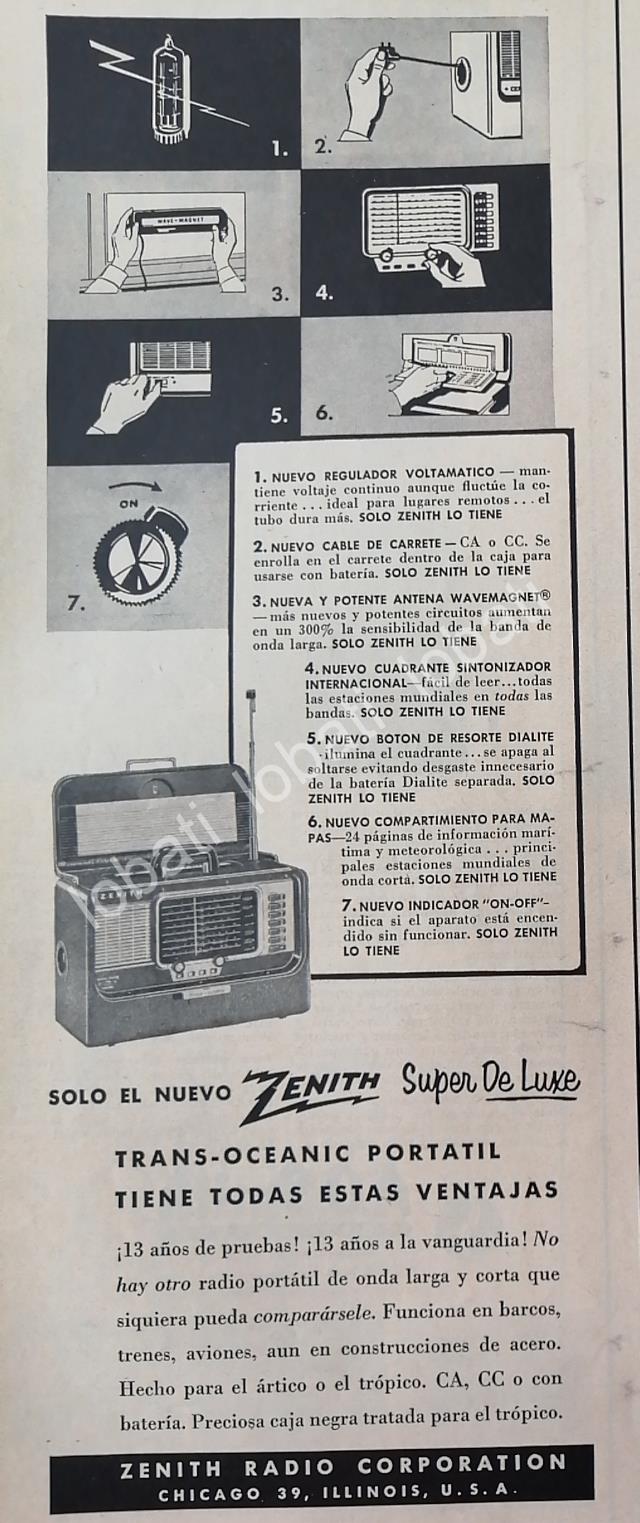 1.
2.
WAVE-MAGNET
3.
4.
5.
6.
ON
7.
1. NUEVO REGULADOR VOLTAMATICO — man-
tiene voltaje continuo aunque fluctúe la co-
rriente . . . ideal para lugares remotos . . . el
tubo dura más. SOLO ZENITH LO TIENE
2. NUEVO CABLE DE CARRETE — CA o CC. Se
enrolla en el carrete dentro de la caja para
usarse con batería. SOLO ZENITH LO TIENE
3. NUEVA Y POTENTE ANTENA WAVEMAGNET®
—más nuevos y potentes circuitos aumentan
en un 300% la sensibilidad de la banda de
onda larga. SOLO ZENITH LO TIENE
4. NUEVO CUADRANTE SINTONIZADOR
INTERNACIONAL—fácil de leer...todas
las estaciones mundiales en todas las
bandas. SOLO ZENITH LO TIENE
5. NUEVO BOTON DE RESORTE DIALITE
-ilumina el cuadrante...se apaga al
soltarse evitando desgaste innecesario
de la batería Dialite separada. SOLO
ZENITH LO TIENE
6. NUEVO COMPARTIMIENTO PARA MA-
PAS—24 páginas de información marí-
tima y meteorológica . . . princi-
pales estaciones mundiales de
onda corta. SOLO ZENITH LO TIENE
7. NUEVO INDICADOR "ON-OFF"-
indica si el aparato está encen-
dido sin funcionar. SOLO ZENITH
LO TIENE
lobati lobati lobati lobati
SOLO EL NUEVO ZENITH Super De Luxe
TRANS-OCEANIC PORTATIL
TIENE TODAS ESTAS VENTAJAS
¡13 años de pruebas! ¡13 años a la vanguardia! No
hay otro radio portátil de onda larga y corta que
siquiera pueda comparársele. Funciona en barcos,
trenes, aviones, aun en construcciones de acero.
Hecho para el ártico o el trópico. CA, CC o con
batería. Preciosa caja negra tratada para el trópico.
ZENITH RADIO CORPORATION
CHICAGO 39, ILLINOIS, U.S.A.